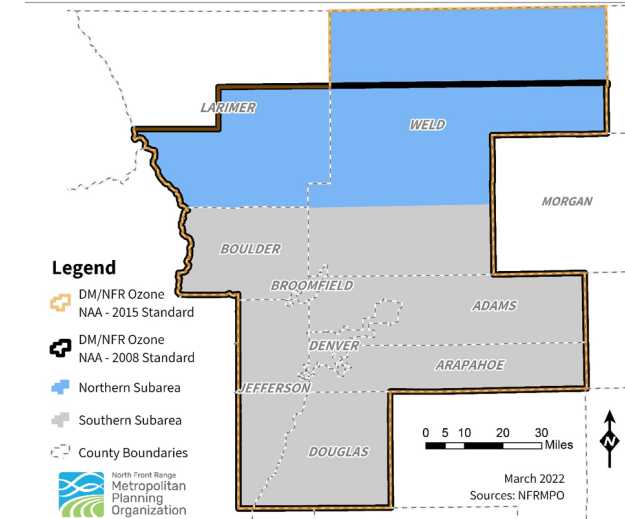 LARIMER
WELD
MORGAN
BOULDER
BROOMFIELD
ADAMS
DENVER
ARAPAHOE
JEFFERSON
DOUGLAS
Legend
DM/NFR Ozone
NAA - 2015 Standard
DM/NFR Ozone
NAA - 2008 Standard
Northern Subarea
Southern Subarea
County Boundaries
North Front Range
Metropolitan
Planning
Organization
0 5 10 20 30
Miles
N
March 2022
Sources: NFRMPO